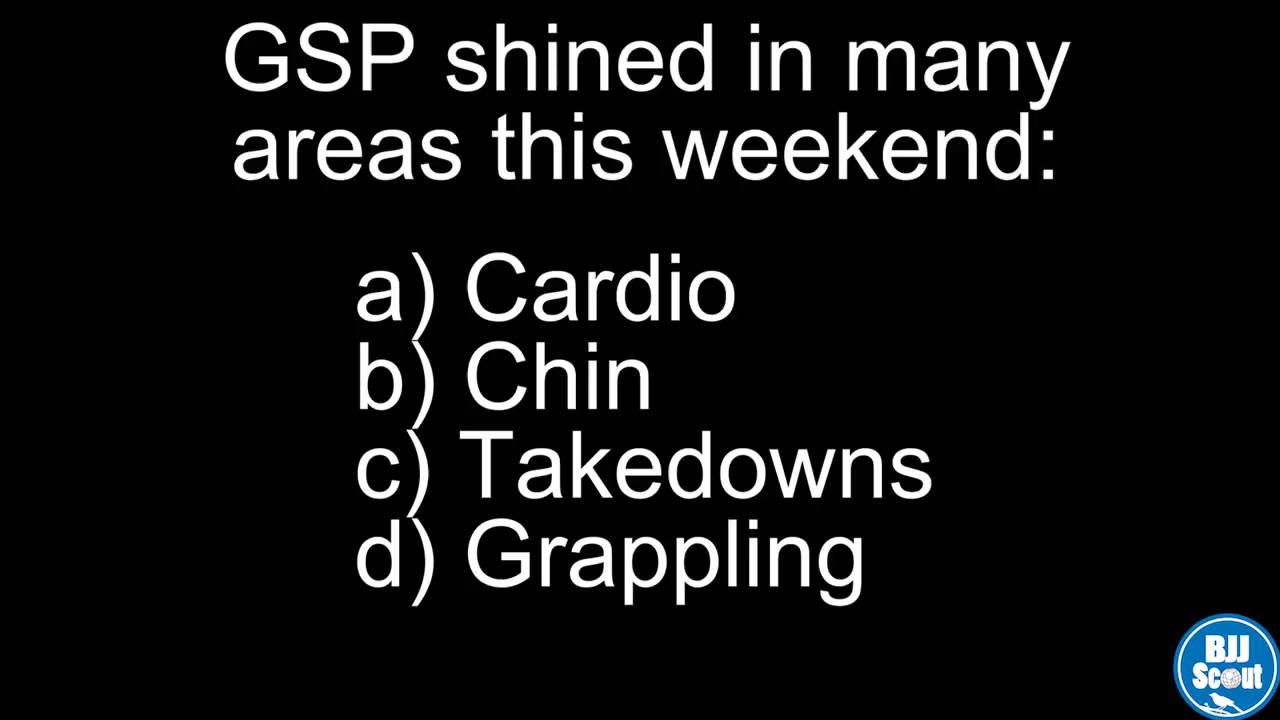 GSP shined in many
areas this weekend:
a) Cardio
b) Chin
c) Takedowns
d) Grappling
BJJ
Scout